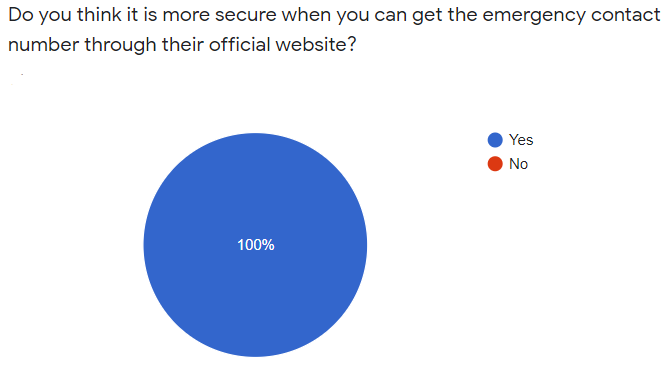 Do you think it is more secure when you can get the emergency contact
number through their official website?
Yes
No
100%